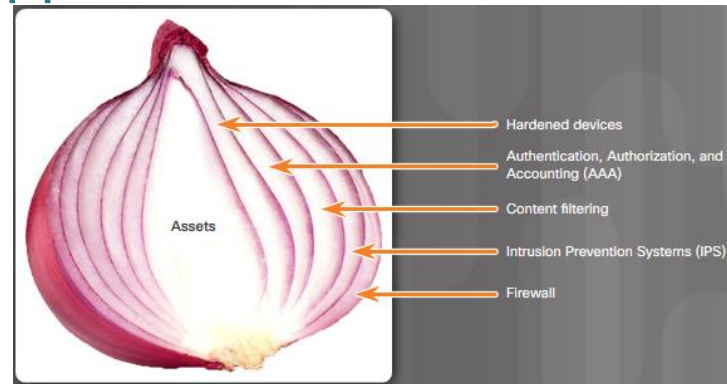 Hardened devices
Authentication, Authorization, and
Accounting (AAA)
Content filtering
Assets
Intrusion Prevention Systems (IPS)
Firewall